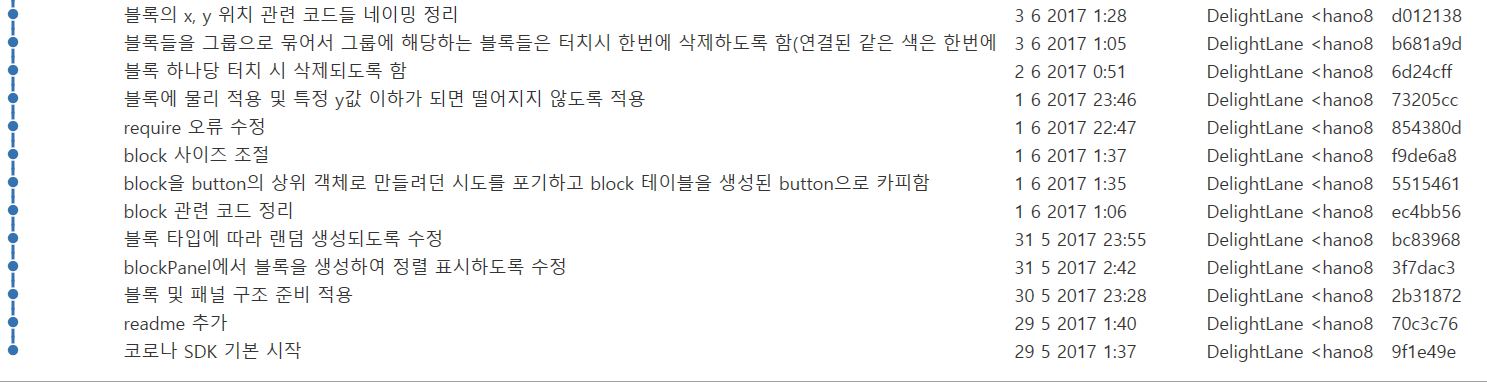 블록의 x, y 위치 관련 코드들 네이밍 정리 3 6 2017 1:28 DelightLane <hano8 d012138
블록들을 그룹으로 묶어서 그룹에 해당하는 블록들은 터치시 한번에 삭제하도록 함(연결된 같은 색은 한번에 3 6 2017 1:05 DelightLane <hano8 b681a9d
블록 하나당 터치 시 삭제되도록 함 2 6 2017 0:51 DelightLane <hano8 6d24cff
블록에 물리 적용 및 특정 y값 이하가 되면 떨어지지 않도록 적용 1 6 2017 23:46 DelightLane <hano8 73205cc
require 오류 수정 1 6 2017 22:47 DelightLane <hano8 854380d
block 사이즈 조절 1 6 2017 1:37 DelightLane <hano8 f9de6a8
block을 button의 상위 객체로 만들려던 시도를 포기하고 block 테이블을 생성된 button으로 카피함 1 6 2017 1:35 DelightLane <hano8 5515461
block 관련 코드 정리 1 6 2017 1:06 DelightLane <hano8 ec4bb56
블록 타입에 따라 랜덤 생성되도록 수정 31 5 2017 23:55 DelightLane <hano8 bc83968
blockPanel에서 블록을 생성하여 정렬 표시하도록 수정 31 5 2017 2:42 DelightLane <hano8 3f7dac3
블록 및 패널 구조 준비 적용 30 5 2017 23:28 DelightLane <hano8 2b31872
readme 추가 29 5 2017 1:40 DelightLane <hano8 70c3c76
코로나 SDK 기본 시작 29 5 2017 1:37 DelightLane <hano8 9f1e49e